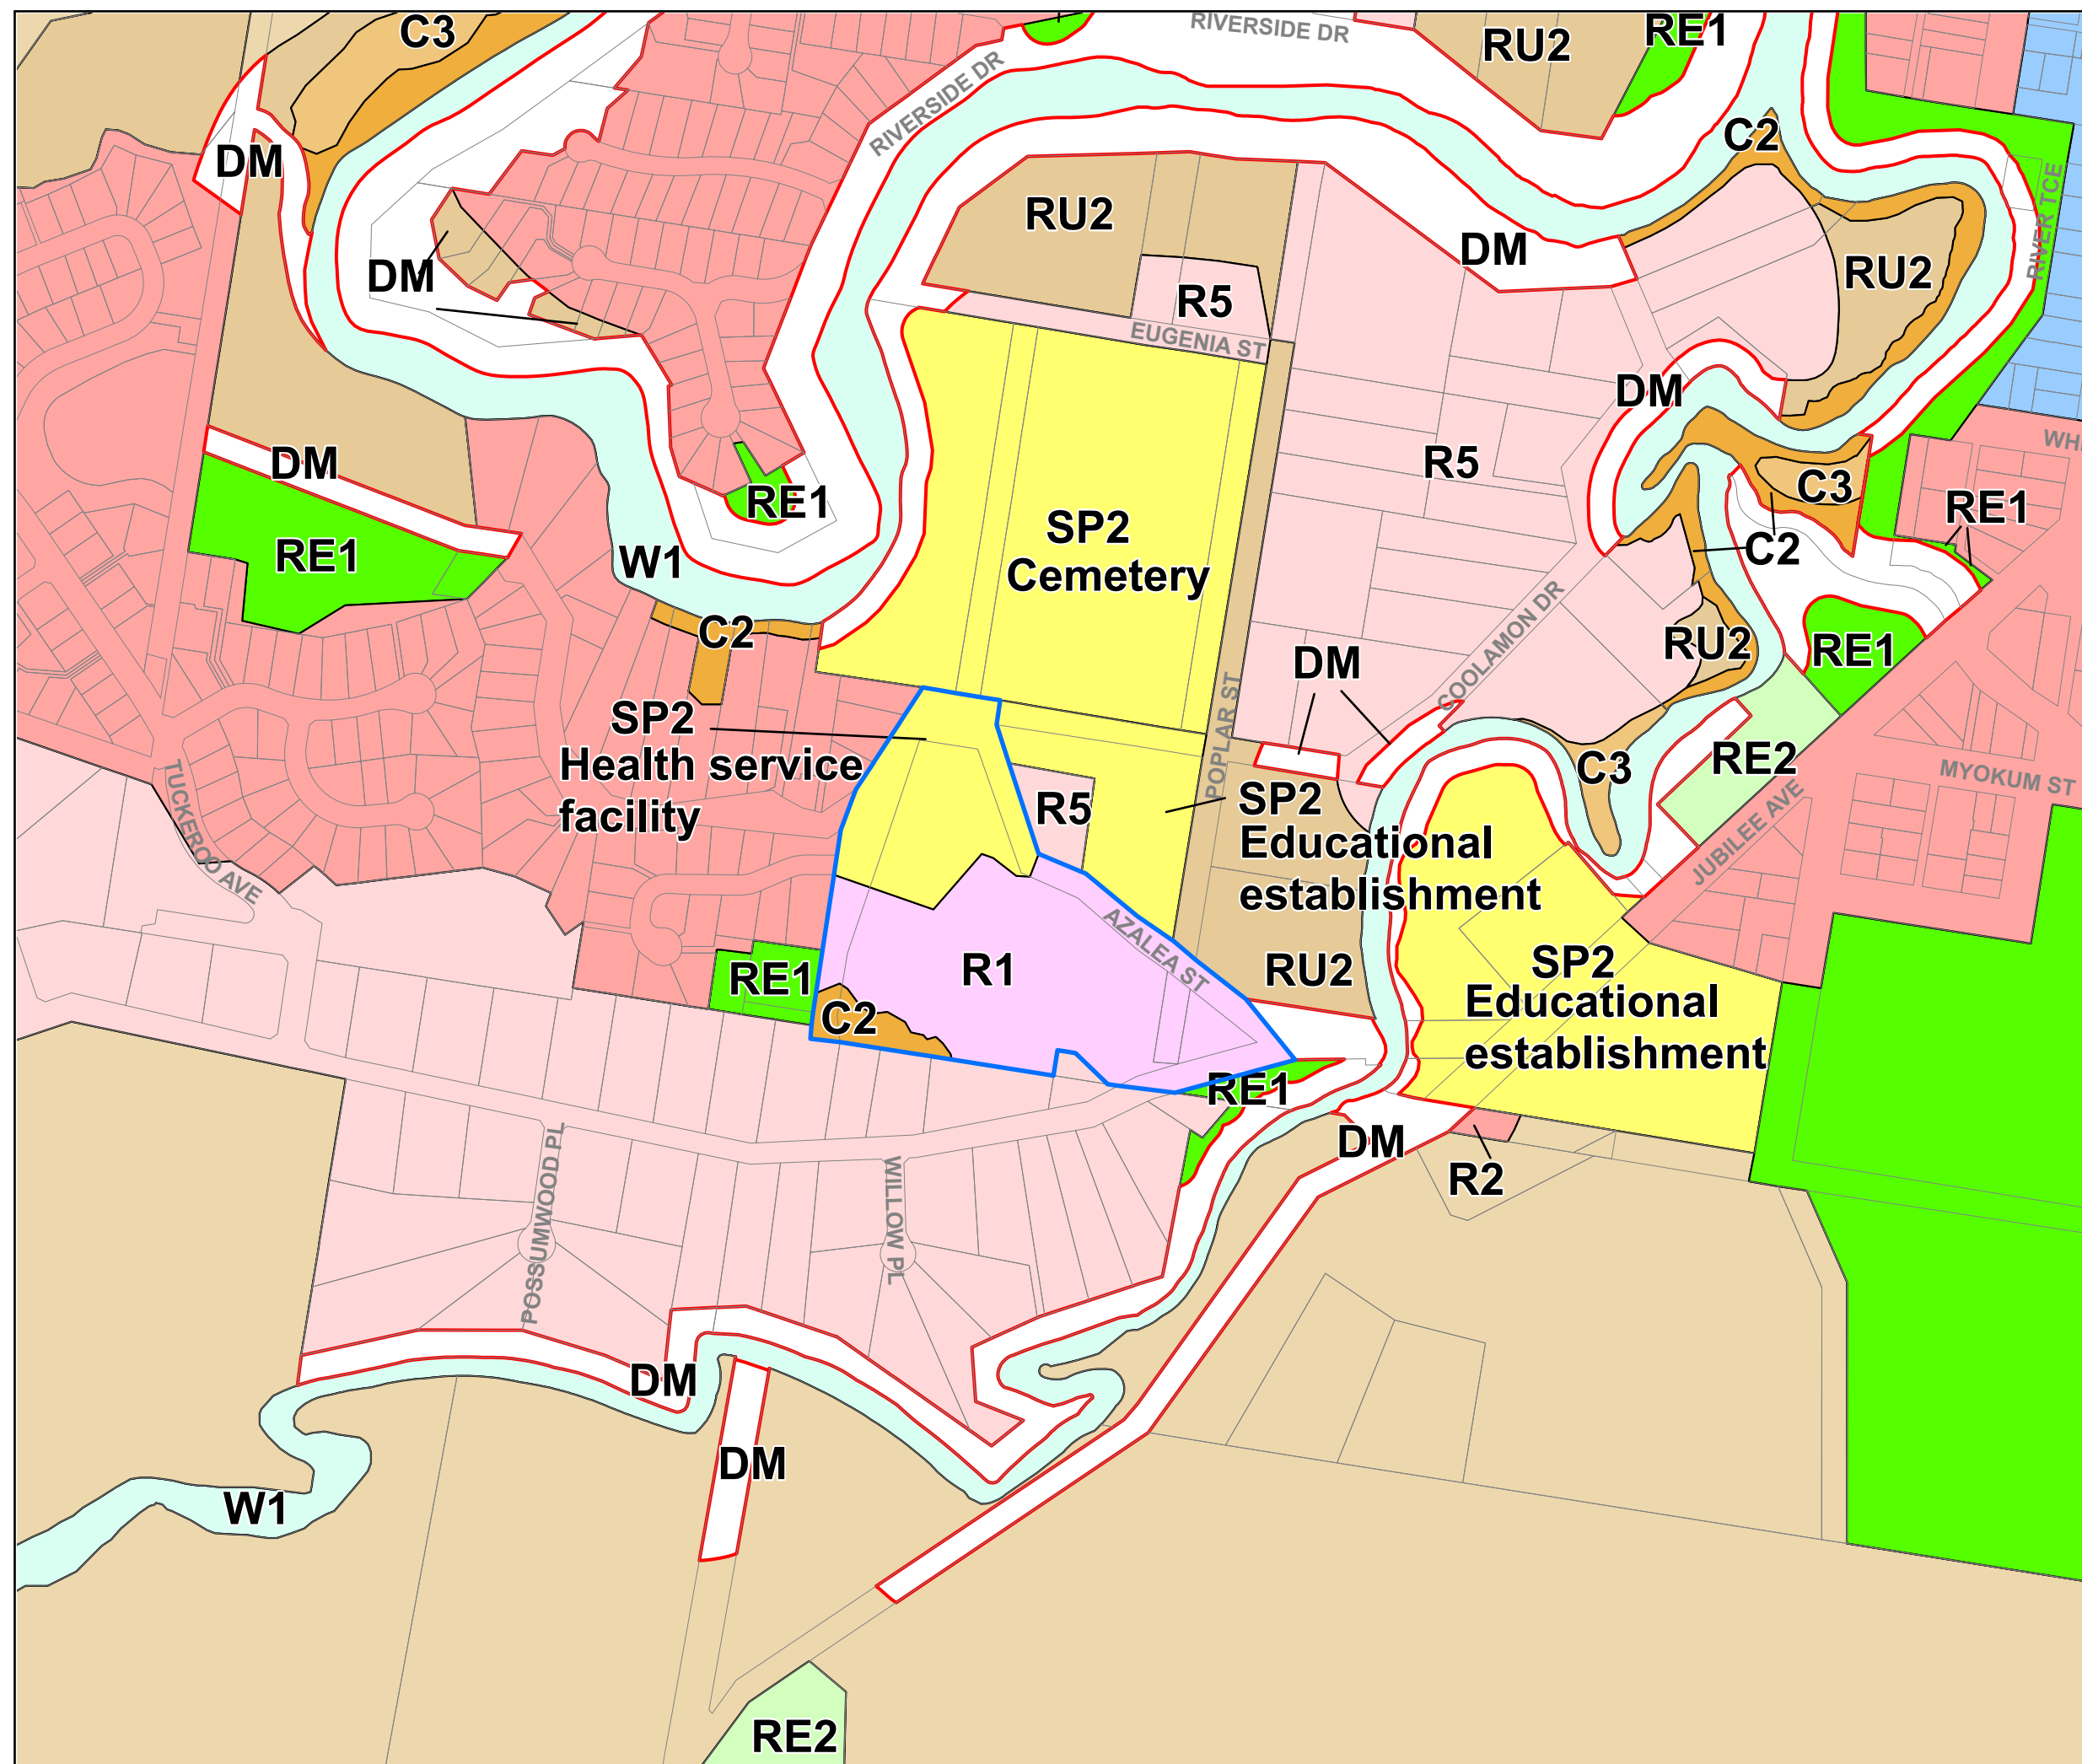 C3
RIVERSIDE DR
RU2
RE1
RIVERSIDE DR
DM
C2
RU2
RIVER TCE
DM
DM
RU2
R5
EUGENIA ST
DM
WH
DM
R5
C3
RE1
RE1
SP2
Cemetery
RE1
W1
C2
C2
COOLAMON DR
RU2
RE1
DM
SP2
Health service
facility
POPLAR ST
C3
RE2
MYOKUM ST
TUCKEROO AVE
R5
SP2
Educational
establishment
JUBILEE AVE
AZALEA ST
RE1
R1
RU2
SP2
Educational
establishment
C2
RE1
DM
R2
POSSUMWOOD PL
WILLOW PL
DM
DM
W1
RE2